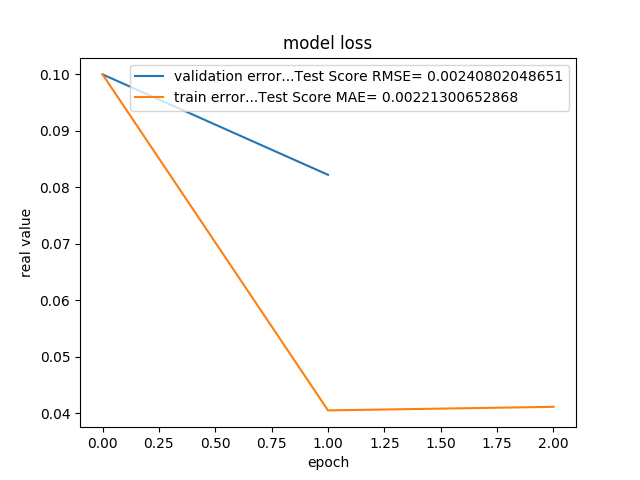 model loss
validation error...Test Score RMSE= 0.00240802048651
train error...Test Score MAE= 0.00221300652868
0.10
0.09
0.08
0.07
0.06
0.05
0.04
real value
0.00 0.25 0.50 0.75 1.00 1.25 1.50 1.75 2.00
epoch